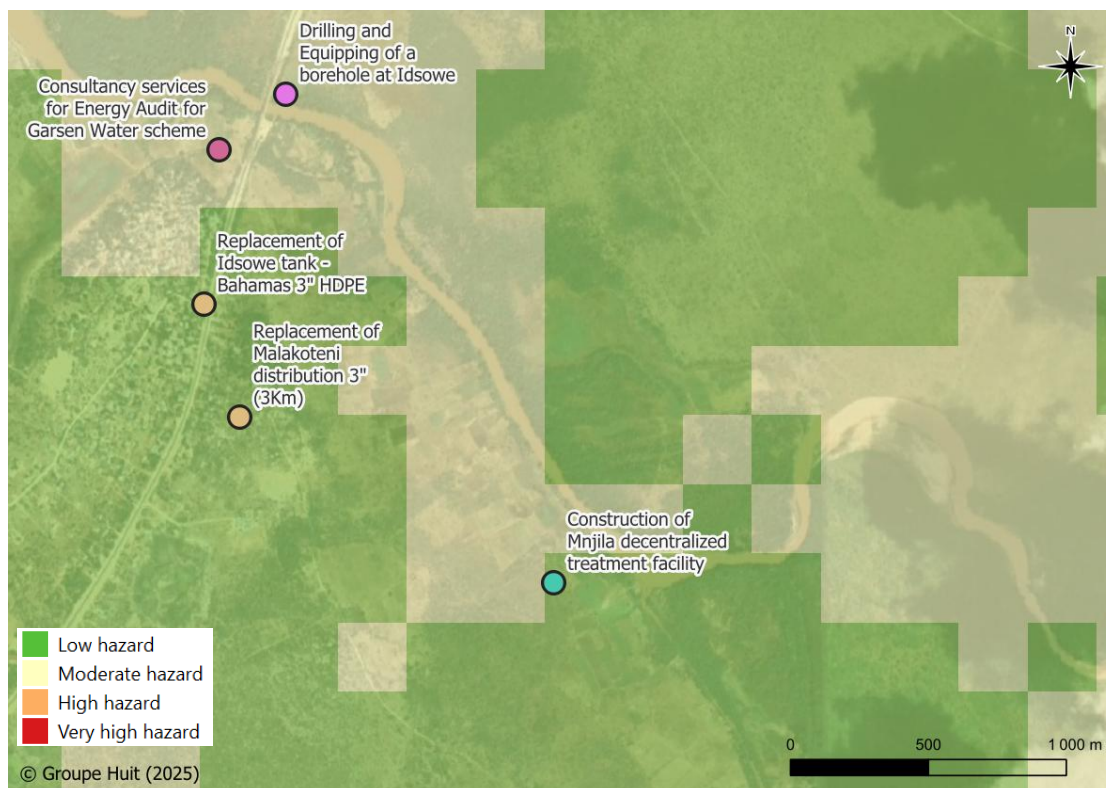 Drilling and
Equipping of a
borehole at Idsowe
N
Consultancy services
for Energy Audit for
Garsen Water scheme
Replacement of
Idsowe tank -
Bahamas 3" HDPE
Replacement of
Malakoteni
distribution 3"
(3Km)
Construction of
Mnjila decentralized
treatment facility
Low hazard
Moderate hazard
High hazard
Very high hazard
© Groupe Huit (2025)
0 500 1 000 m